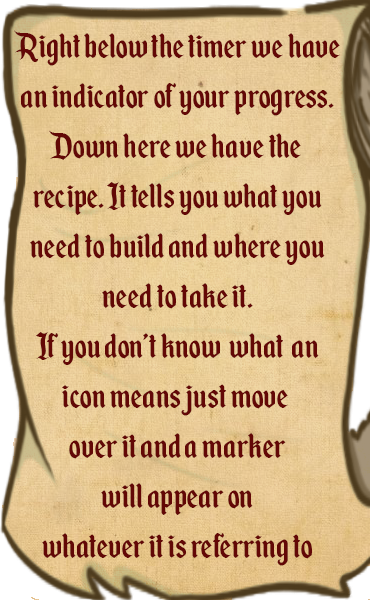 Right below the timer we have
an indicator of your progress.
Down here we have the
recipe. It tells you what you
need to build and where you
need to take it.
If you don't know what an
icon means just move
over it and a marker
will appear on
whatever it is referring to